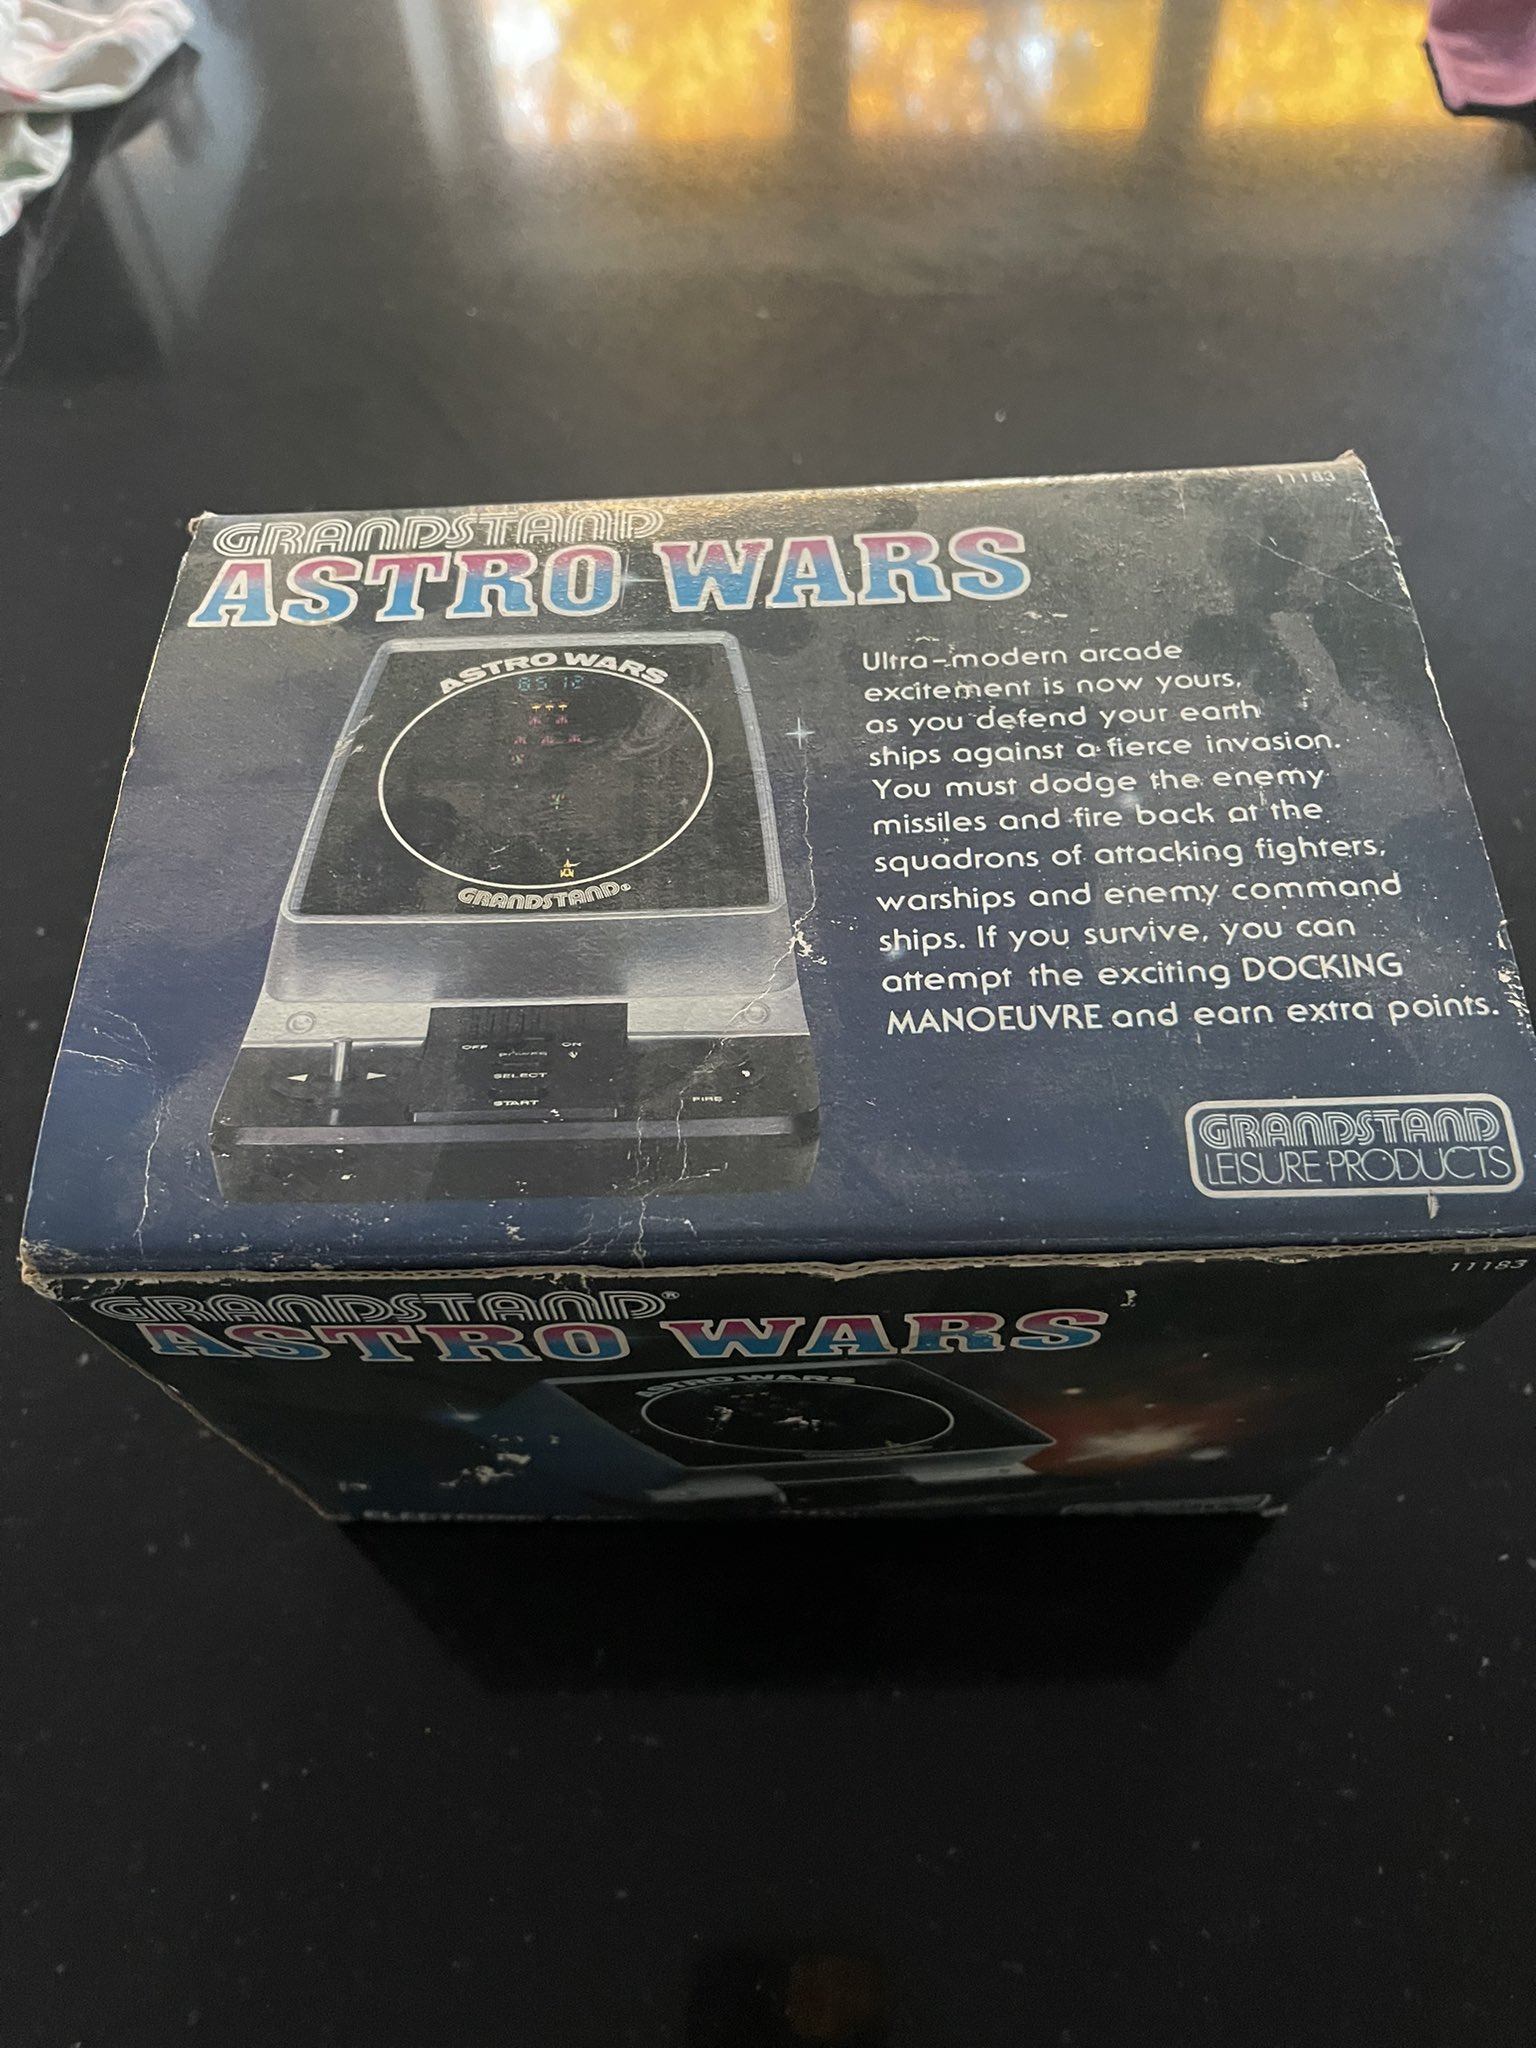 GRANDSTAND
11183
ASTRO WARS
ASTRO WARS
8512
GRANDSTAND®
OFF ON
POWER
SELECT
START
FIRE
Ultra-modern arcade
excitement is now yours,
as you defend your earth
ships against a fierce invasion.
You must dodge the enemy
missiles and fire back at the
squadrons of attacking fighters,
warships and enemy command
ships. If you survive, you can
attempt the exciting DOCKING
MANOEUVRE and earn extra points.
GRANDSTAND
LEISURE PRODUCTS
11183
GRANDSTAND®
ASTRO WARS
ASTRO WARS